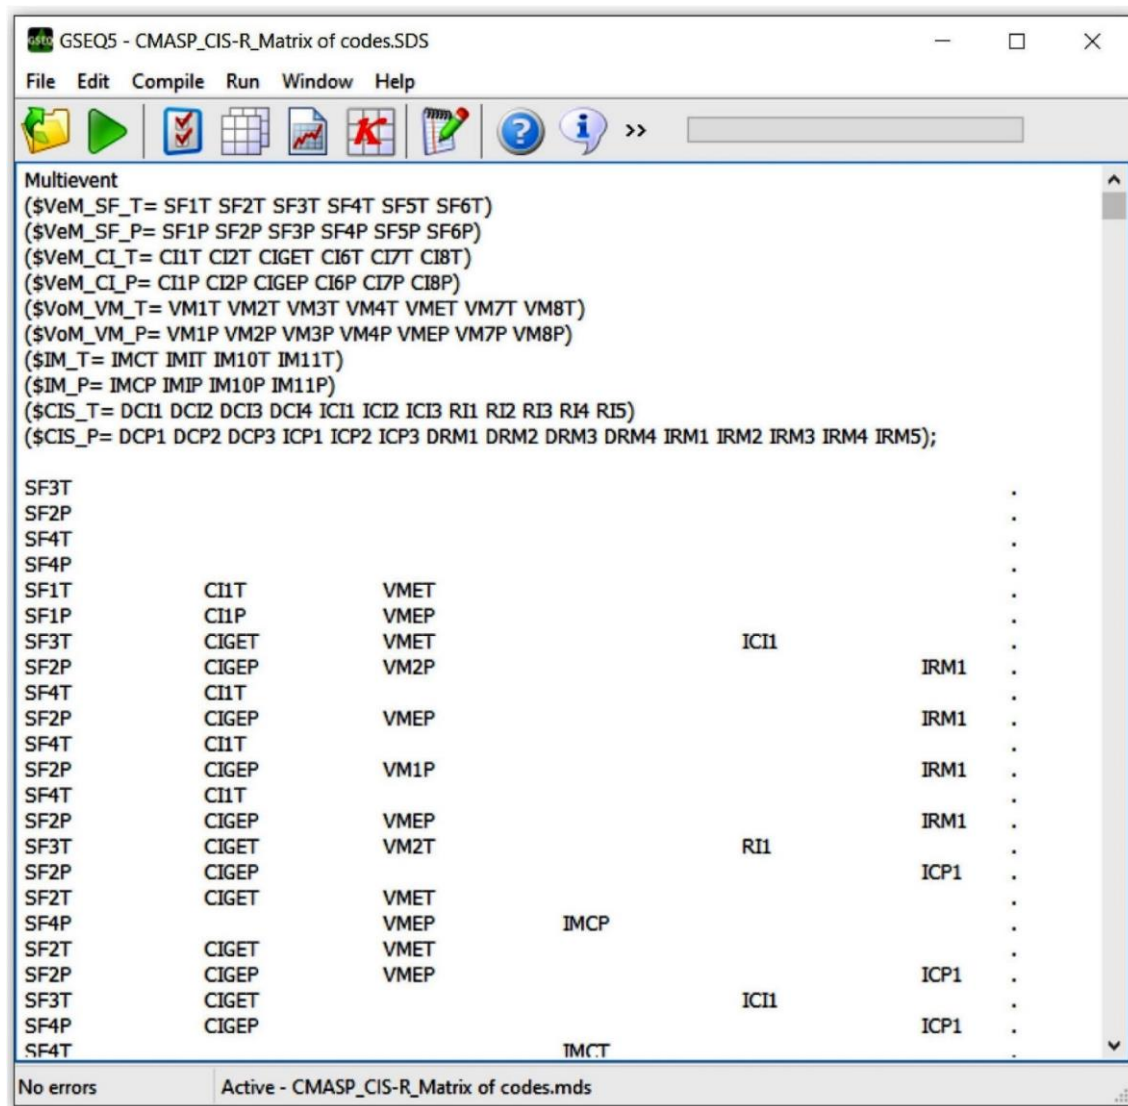 GSEQ5 - CMASP_CIS-R_Matrix of codes.SDS
File Edit Compile Run Window Help
K ? i >>
Multievent
($VeM_SF_T= SF1T SF2T SF3T SF4T SF5T SF6T)
($VeM_SF_P= SF1P SF2P SF3P SF4P SF5P SF6P)
($VeM_CI_T= CI1T CI2T CIGET CI6T CI7T CI8T)
($VeM_CI_P= CI1P CI2P CIGEP CI6P CI7P CI8P)
($VoM_VM_T= VM1T VM2T VM3T VM4T VMET VM7T VM8T)
($VoM_VM_P= VM1P VM2P VM3P VM4P VMEP VM7P VM8P)
($IM_T= IMCT IMIT IM10T IM11T)
($IM_P= IMCP IMIP IM10P IM11P)
($CIS_T= DCI1 DCI2 DCI3 DCI4 ICI1 ICI2 ICI3 RI1 RI2 RI3 RI4 RI5)
($CIS_P= DCP1 DCP2 DCP3 ICP1 ICP2 ICP3 DRM1 DRM2 DRM3 DRM4 IRM1 IRM2 IRM3 IRM4 IRM5);
SF3T .
SF2P .
SF4T .
SF4P .
SF1T CI1T VMET .
SF1P CI1P VMEP .
SF3T CIGET VMET ICI1 .
SF2P CIGEP VM2P IRM1 .
SF4T CI1T .
SF2P CIGEP VMEP IRM1 .
SF4T CI1T .
SF2P CIGEP VM1P IRM1 .
SF4T CI1T .
SF2P CIGEP VMEP IRM1 .
SF3T CIGET VM2T RI1 .
SF2P CIGEP ICP1 .
SF2T CIGET VMET .
SF4P VMEP IMCP .
SF2T CIGET VMET .
SF2P CIGEP VMEP ICP1 .
SF3T CIGET ICI1 .
SF4P CIGEP ICP1 .
SF4T IMCT .
No errors Active - CMASP_CIS-R_Matrix of codes.mds